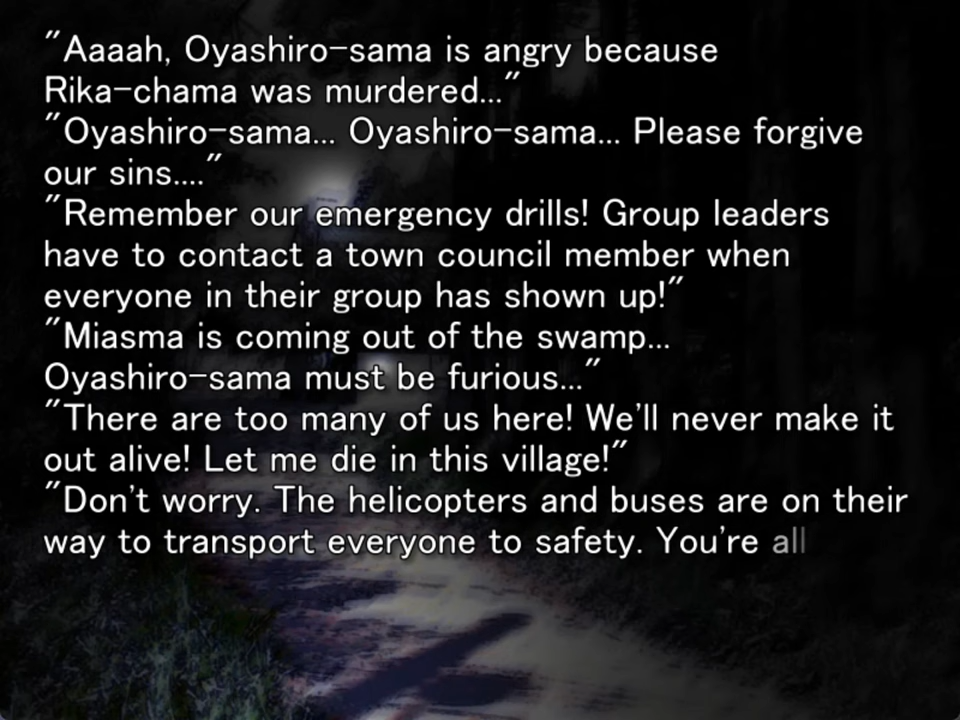 "Aaaah, Oyashiro-sama is angry because
Rika-chama was murdered..."
"Oyashiro-sama... Oyashiro-sama... Please forgive
our sins...."
"Remember our emergency drills! Group leaders
have to contact a town council member when
everyone in their group has shown up!"
"Miasma is coming out of the swamp...
Oyashiro-sama must be furious..."
"There are too many of us here! We'll never make it
out alive! Let me die in this village!"
"Don't worry. The helicopters and buses are on their
way to transport everyone to safety. You're all